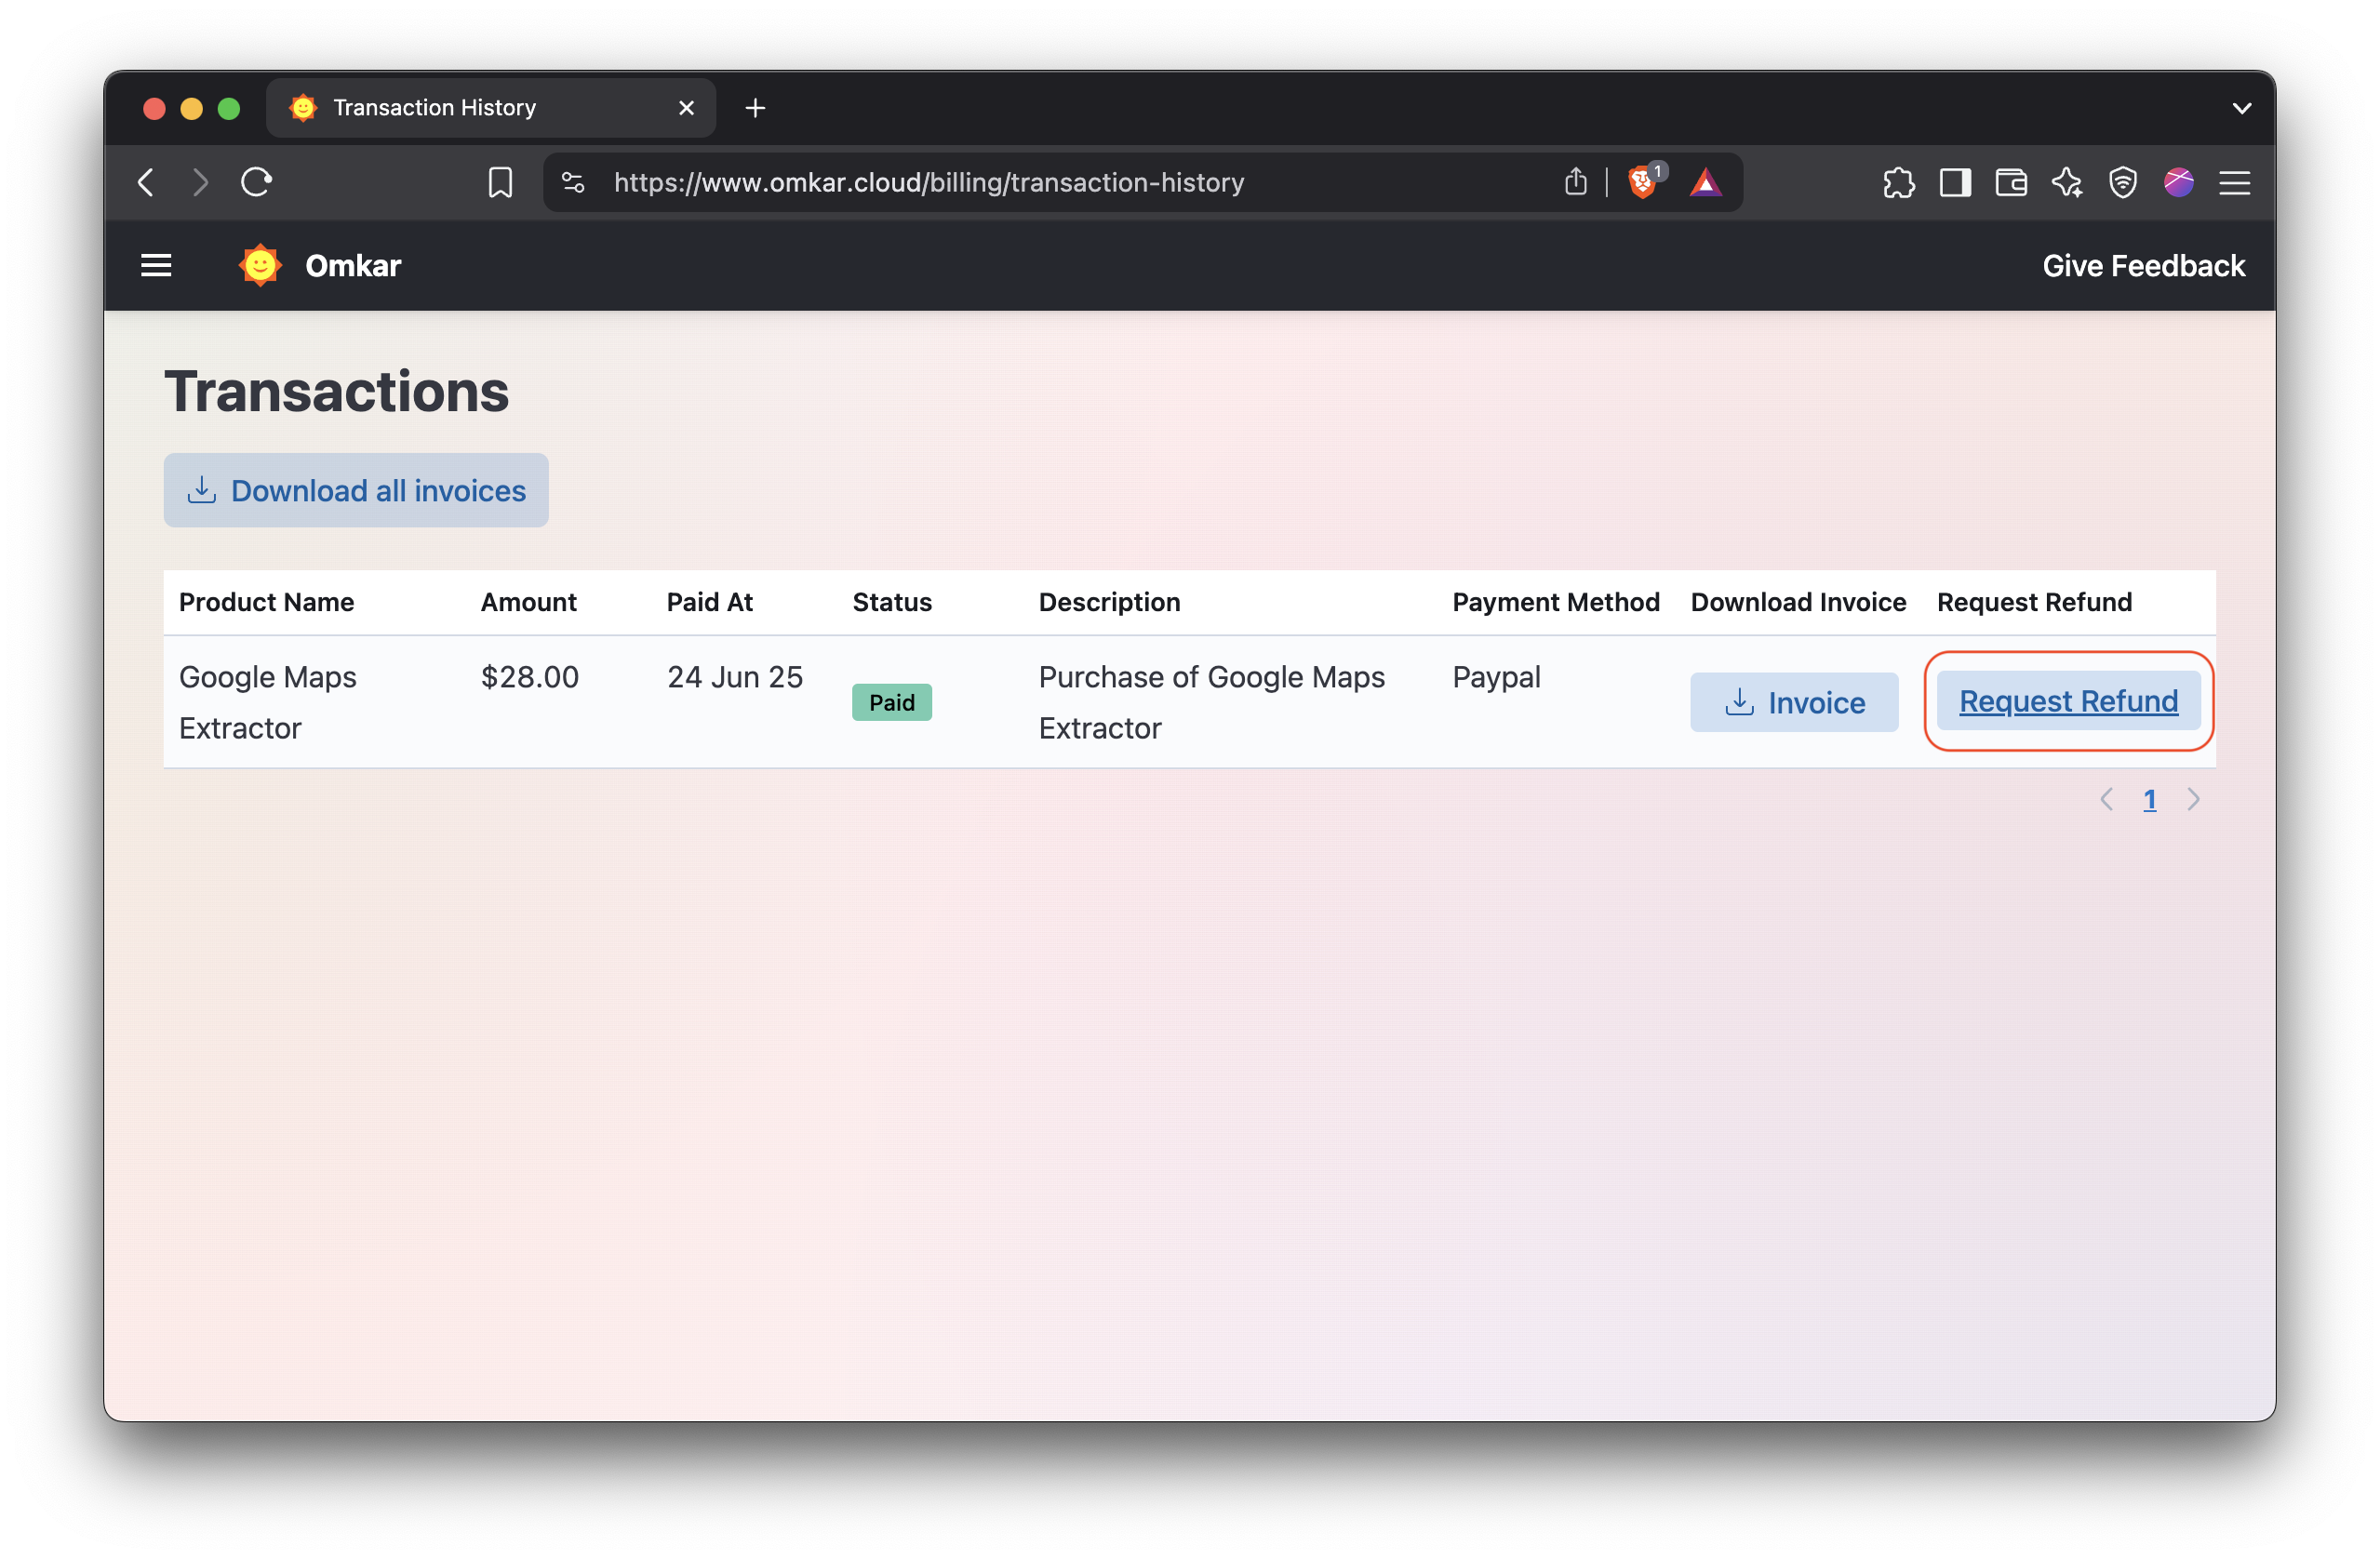 Transaction History
https://www.omkar.cloud/billing/transaction-history
1
Omkar
Give Feedback
Transactions
Download all invoices
Product Name Amount Paid At Status Description Payment Method Download Invoice Request Refund
Google Maps $28.00 24 Jun 25 Paid Purchase of Google Maps Paypal Invoice Request Refund
Extractor Extractor
1